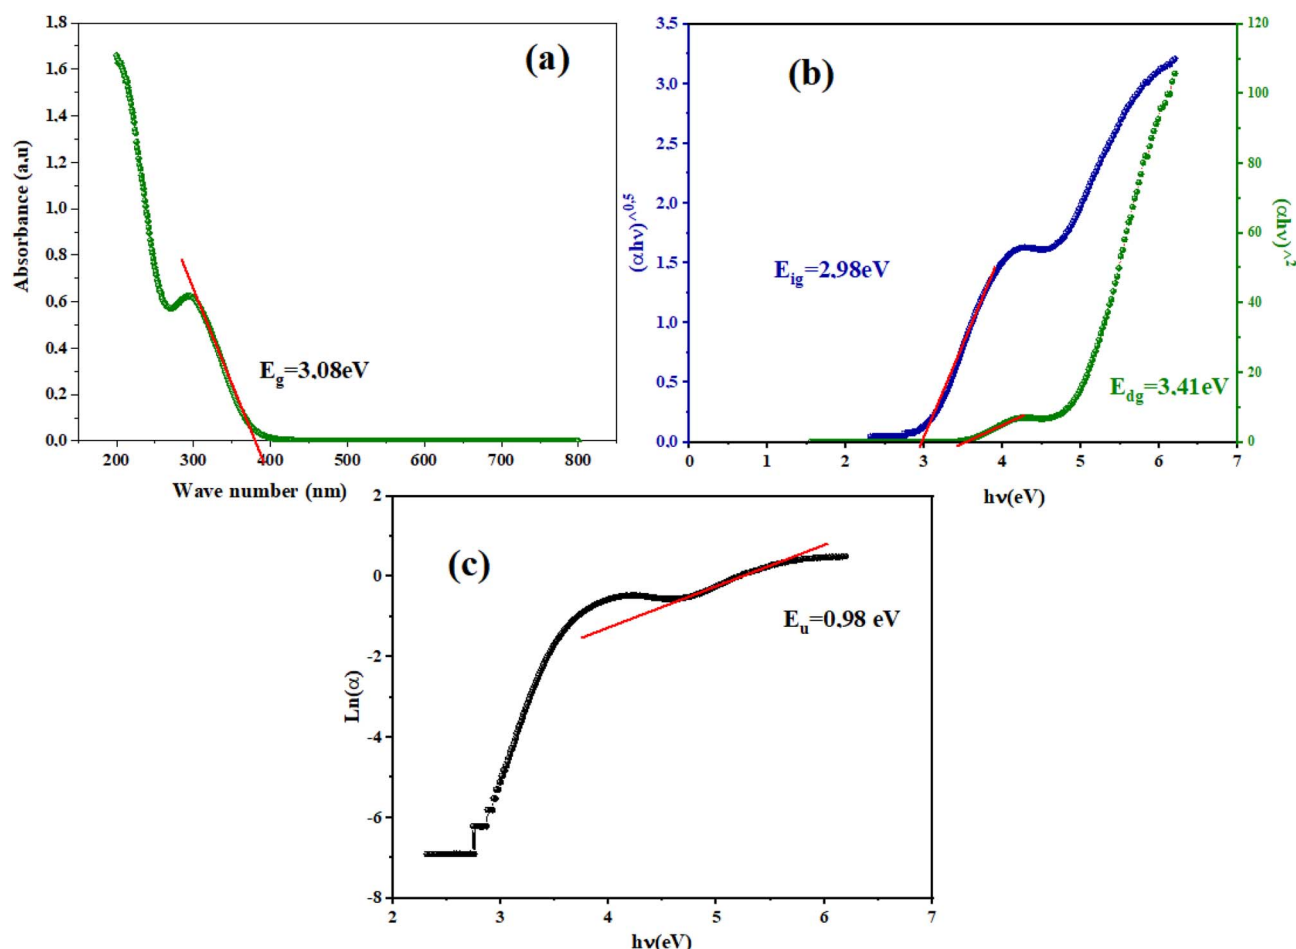 (a)
1.8
1.6
1.4
1.2
1.0
0.8
0.6
0.4
0.2
0.0
Absorbance (a.u)
E_g=3,08eV
200 300 400 500 600 700 800
Wave number (nm)
(b)
3,5
3,0
2,5
2,0
1,5
1,0
0,5
0,0
(αhν)^0,5
E_ig=2,98eV
E_dg=3,41eV
120
100
80
60
40
20
0
(αhν)^2
0 1 2 3 4 5 6 7
hν(eV)
(c)
2
0
-2
-4
-6
-8
Ln(α)
E_u=0,98 eV
2 3 4 5 6 7
hν(eV)